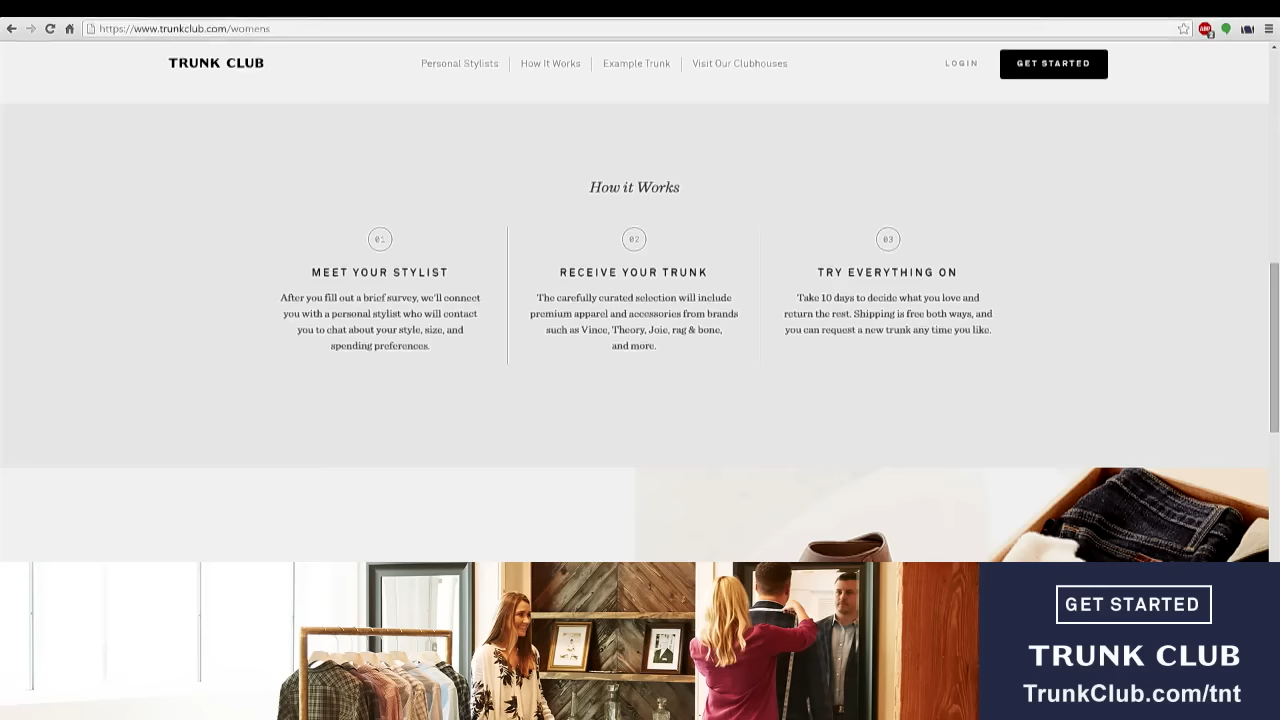 https://www.trunkclub.com/womens
TRUNK CLUB
Personal Stylists
How It Works
Example Trunk
Visit Our Clubhouses
LOGIN
GET STARTED
How it Works
01
MEET YOUR STYLIST
After you fill out a brief survey, we'll connect
you with a personal stylist who will contact
you to chat about your style, size, and
spending preferences.
02
RECEIVE YOUR TRUNK
The carefully curated selection will include
premium apparel and accessories from brands
such as Vince, Theory, Joie, rag & bone,
and more.
03
TRY EVERYTHING ON
Take 10 days to decide what you love and
return the rest. Shipping is free both ways, and
you can request a new trunk any time you like.
GET STARTED
TRUNK CLUB
TrunkClub.com/tnt